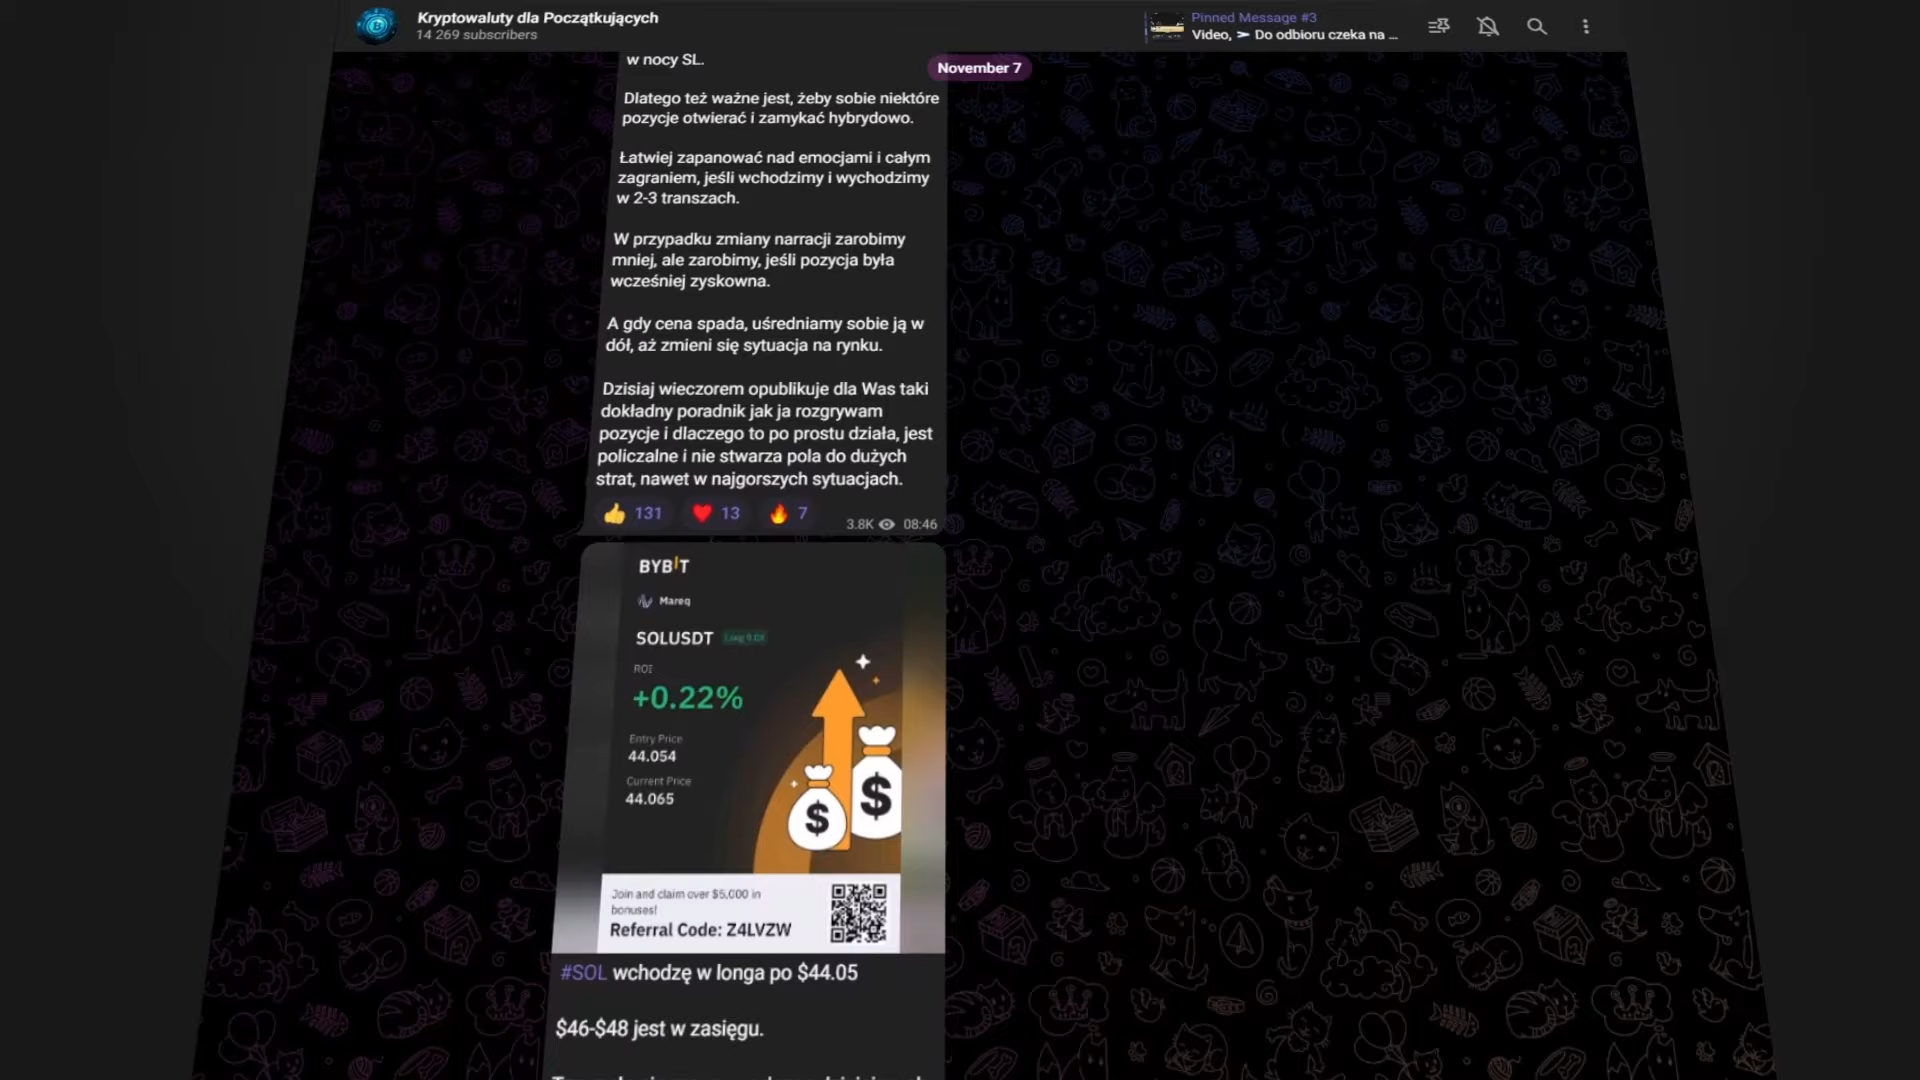 Kryptowaluty dla Początkujących
14 269 subscribers
Pinned Message #3
Video, ➣ Do odbioru czeka na ...
November 7
w nocy SL.
Dlatego też ważne jest, żeby sobie niektóre
pozycje otwierać i zamykać hybrydowo.
Łatwiej zapanować nad emocjami i całym
zagraniem, jeśli wchodzimy i wychodzimy
w 2-3 transzach.
W przypadku zmiany narracji zarobimy
mniej, ale zarobimy, jeśli pozycja była
wcześniej zyskowna.
A gdy cena spada, uśredniamy sobie ją w
dół, aż zmieni się sytuacja na rynku.
Dzisiaj wieczorem opublikuje dla Was taki
dokładny poradnik jak ja rozgrywam
pozycje i dlaczego to po prostu działa, jest
policzalne i nie stwarza pola do dużych
strat, nawet w najgorszych sytuacjach.
👍 131 ❤️ 13 🔥 7
3.8K 08:46
BYBIT
Mareq
SOLUSDT Long 9.0X
ROI
+0.22%
Entry Price
44.054
Current Price
44.065
Join and claim over $5,000 in
bonuses!
Referral Code: Z4LVZW
#SOL wchodzę w longa po $44.05
$46-$48 jest w zasięgu.